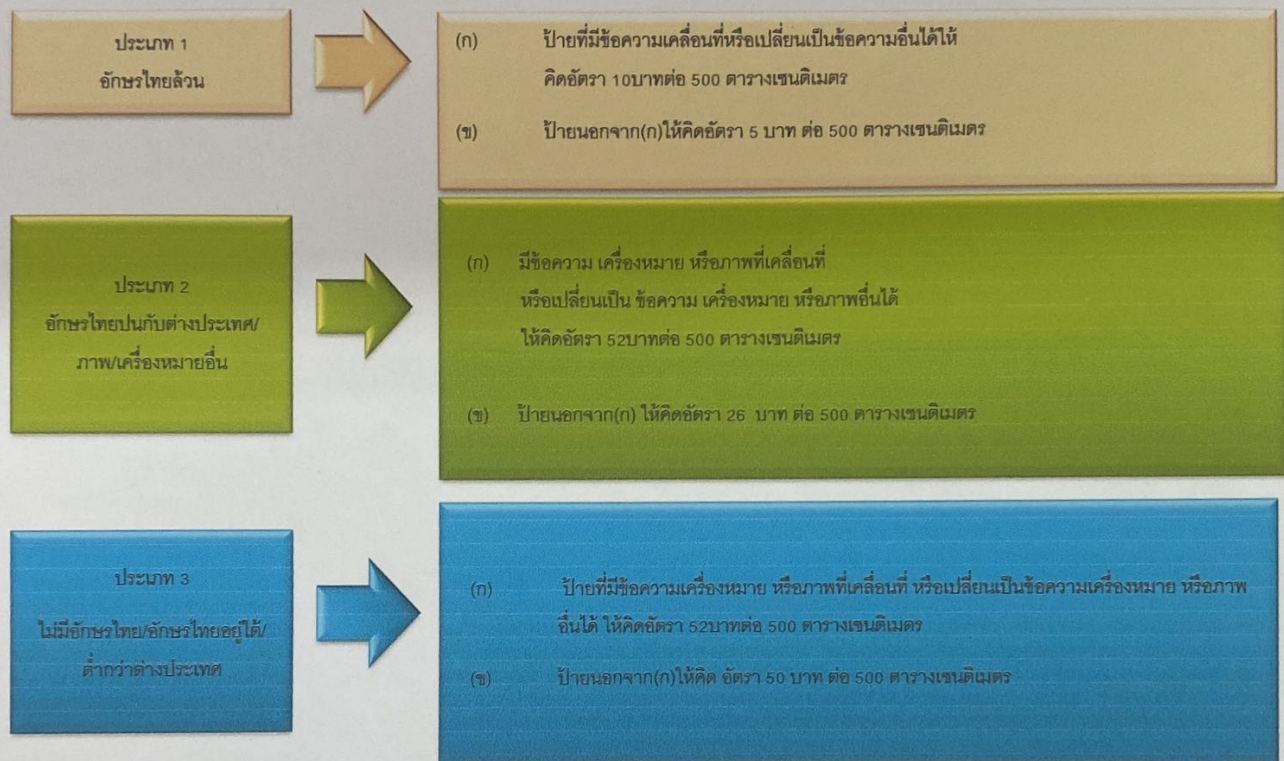 ประเภท 1
อักษรไทยล้วน
(ก) ป้ายที่มีข้อความเคลื่อนที่หรือเปลี่ยนเป็นข้อความอื่นได้ให้
คิดอัตรา 10บาทต่อ 500 ตารางเซนติเมตร
(ข) ป้ายนอกจาก(ก)ให้คิดอัตรา 5 บาท ต่อ 500 ตารางเซนติเมตร
ประเภท 2
อักษรไทยปนกับต่างประเทศ/
ภาพ/เครื่องหมายอื่น
(ก) มีข้อความ เครื่องหมาย หรือภาพที่เคลื่อนที่
หรือเปลี่ยนเป็น ข้อความ เครื่องหมาย หรือภาพอื่นได้
ให้คิดอัตรา 52บาทต่อ 500 ตารางเซนติเมตร
(ข) ป้ายนอกจาก(ก) ให้คิดอัตรา 26 บาท ต่อ 500 ตารางเซนติเมตร
ประเภท 3
ไม่มีอักษรไทย/อักษรไทยอยู่ใต้/
ต่ำกว่าต่างประเทศ
(ก) ป้ายที่มีข้อความเครื่องหมาย หรือภาพที่เคลื่อนที่ หรือเปลี่ยนเป็นข้อความเครื่องหมาย หรือภาพ
อื่นได้ ให้คิดอัตรา 52บาทต่อ 500 ตารางเซนติเมตร
(ข) ป้ายนอกจาก(ก)ให้คิด อัตรา 50 บาท ต่อ 500 ตารางเซนติเมตร